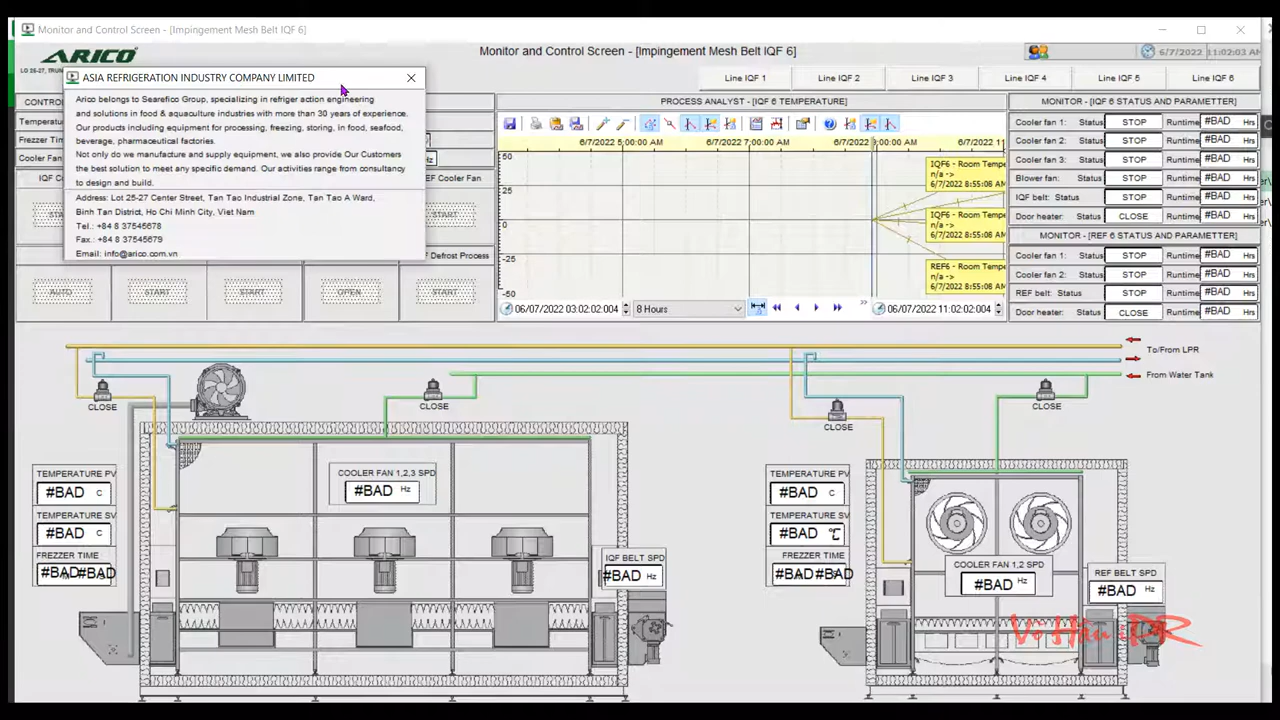 Monitor and Control Screen - [Impingement Mesh Belt IQF 6]
ARICO
Monitor and Control Screen - [Impingement Mesh Belt IQF 6]
6/7/2022 11:02:03 AM
ASIA REFRIGERATION INDUSTRY COMPANY LIMITED
Arico belongs to Searefico Group, specializing in refriger action engineering
and solutions in food & aquaculture industries with more than 30 years of experience.
Our products including equipment for processing, freezing, storing, in food, seafood,
beverage, pharmaceutical factories.
Not only do we manufacture and supply equipment, we also provide Our Customers
the best solution to meet any specific demand. Our activities range from consultancy
to design and build.
Address: Lot 25-27 Center Street, Tan Tao Industrial Zone, Tan Tao A Ward,
Binh Tan District, Ho Chi Minh City, Viet Nam
Tel.: +84 8 37545678
Fax.: +84 8 37545679
Email: info@arico.com.vn
Line IQF 1 Line IQF 2 Line IQF 3 Line IQF 4 Line IQF 5 Line IQF 6
Hz
REF Cooler Fan
START
REF Defrost Process
AUTO START START OPEN START
PROCESS ANALYST - [IQF 6 TEMPERATURE]
6/7/2022 5:00:00 AM 6/7/2022 7:00:00 AM 9:00:00 AM 6/7/2022 11:
50
25
0
-25
-50
IQF6 - Room Tempe
n/a ->
6/7/2022 8:55:08 A
IQF6 - Room Tempe
n/a ->
6/7/2022 8:55:08 A
REF6 - Room Tempe
n/a ->
6/7/2022 8:55:08 A
06/07/2022 03:02:02:004 8 Hours 06/07/2022 11:02:02:004
MONITOR - [IQF 6 STATUS AND PARAMETTER]
Cooler fan 1: Status STOP Runtime #BAD Hrs
Cooler fan 2: Status STOP Runtime #BAD Hrs
Cooler fan 3: Status STOP Runtime #BAD Hrs
Blower fan: Status STOP Runtime #BAD Hrs
IQF belt: Status STOP Runtime #BAD Hrs
Door heater: Status CLOSE Runtime #BAD Hrs
MONITOR - [REF 6 STATUS AND PARAMETTER]
Cooler fan 1: Status STOP Runtime #BAD Hrs
Cooler fan 2: Status STOP Runtime #BAD Hrs
REF belt: Status STOP Runtime #BAD Hrs
Door heater: Status CLOSE Runtime #BAD Hrs
To/From LPR
From Water Tank
CLOSE CLOSE CLOSE CLOSE
TEMPERATURE PV
#BAD C
TEMPERATURE SV
#BAD C
FREZZER TIME
#BAD #BAD
COOLER FAN 1,2,3 SPD
#BAD Hz
IQF BELT SPD
#BAD Hz
TEMPERATURE PV
#BAD C
TEMPERATURE SV
#BAD ℃
FREZZER TIME
#BAD #BAD
COOLER FAN 1,2 SPD
#BAD Hz
REF BELT SPD
#BAD Hz